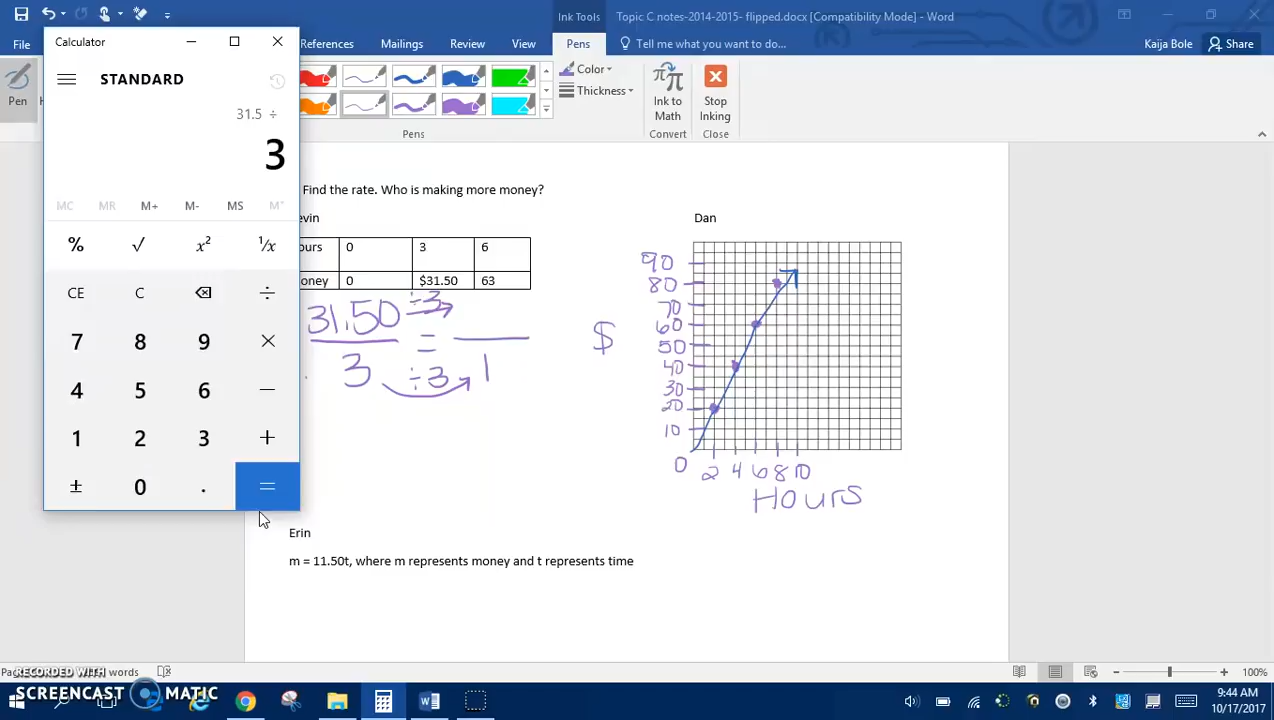 Ink Tools
Topic C notes-2014-2015- flipped.docx [Compatibility Mode] - Word
File
References
Mailings
Review
View
Pens
Tell me what you want to do...
Kaija Bole
Share
Pen
Color
Thickness
Ink to Math
Stop Inking
Pens
Convert
Close
Calculator
STANDARD
31.5 ÷
3
MC MR M+ M- MS
% √ x² ¹/x
CE C ÷
7 8 9 ×
4 5 6 −
1 2 3 +
± 0 . =
Find the rate. Who is making more money?
evin
ours 0 3 6
oney 0 $31.50 63
31.50 ÷3
=
3 ÷3 1
Dan
90
80
70
60
50
40
30
20
10
0
$
2 4 6 8 10
Hours
Erin
m = 11.50t, where m represents money and t represents time
words
100%
RECORDED WITH
SCREENCAST MATIC
9:44 AM
10/17/2017